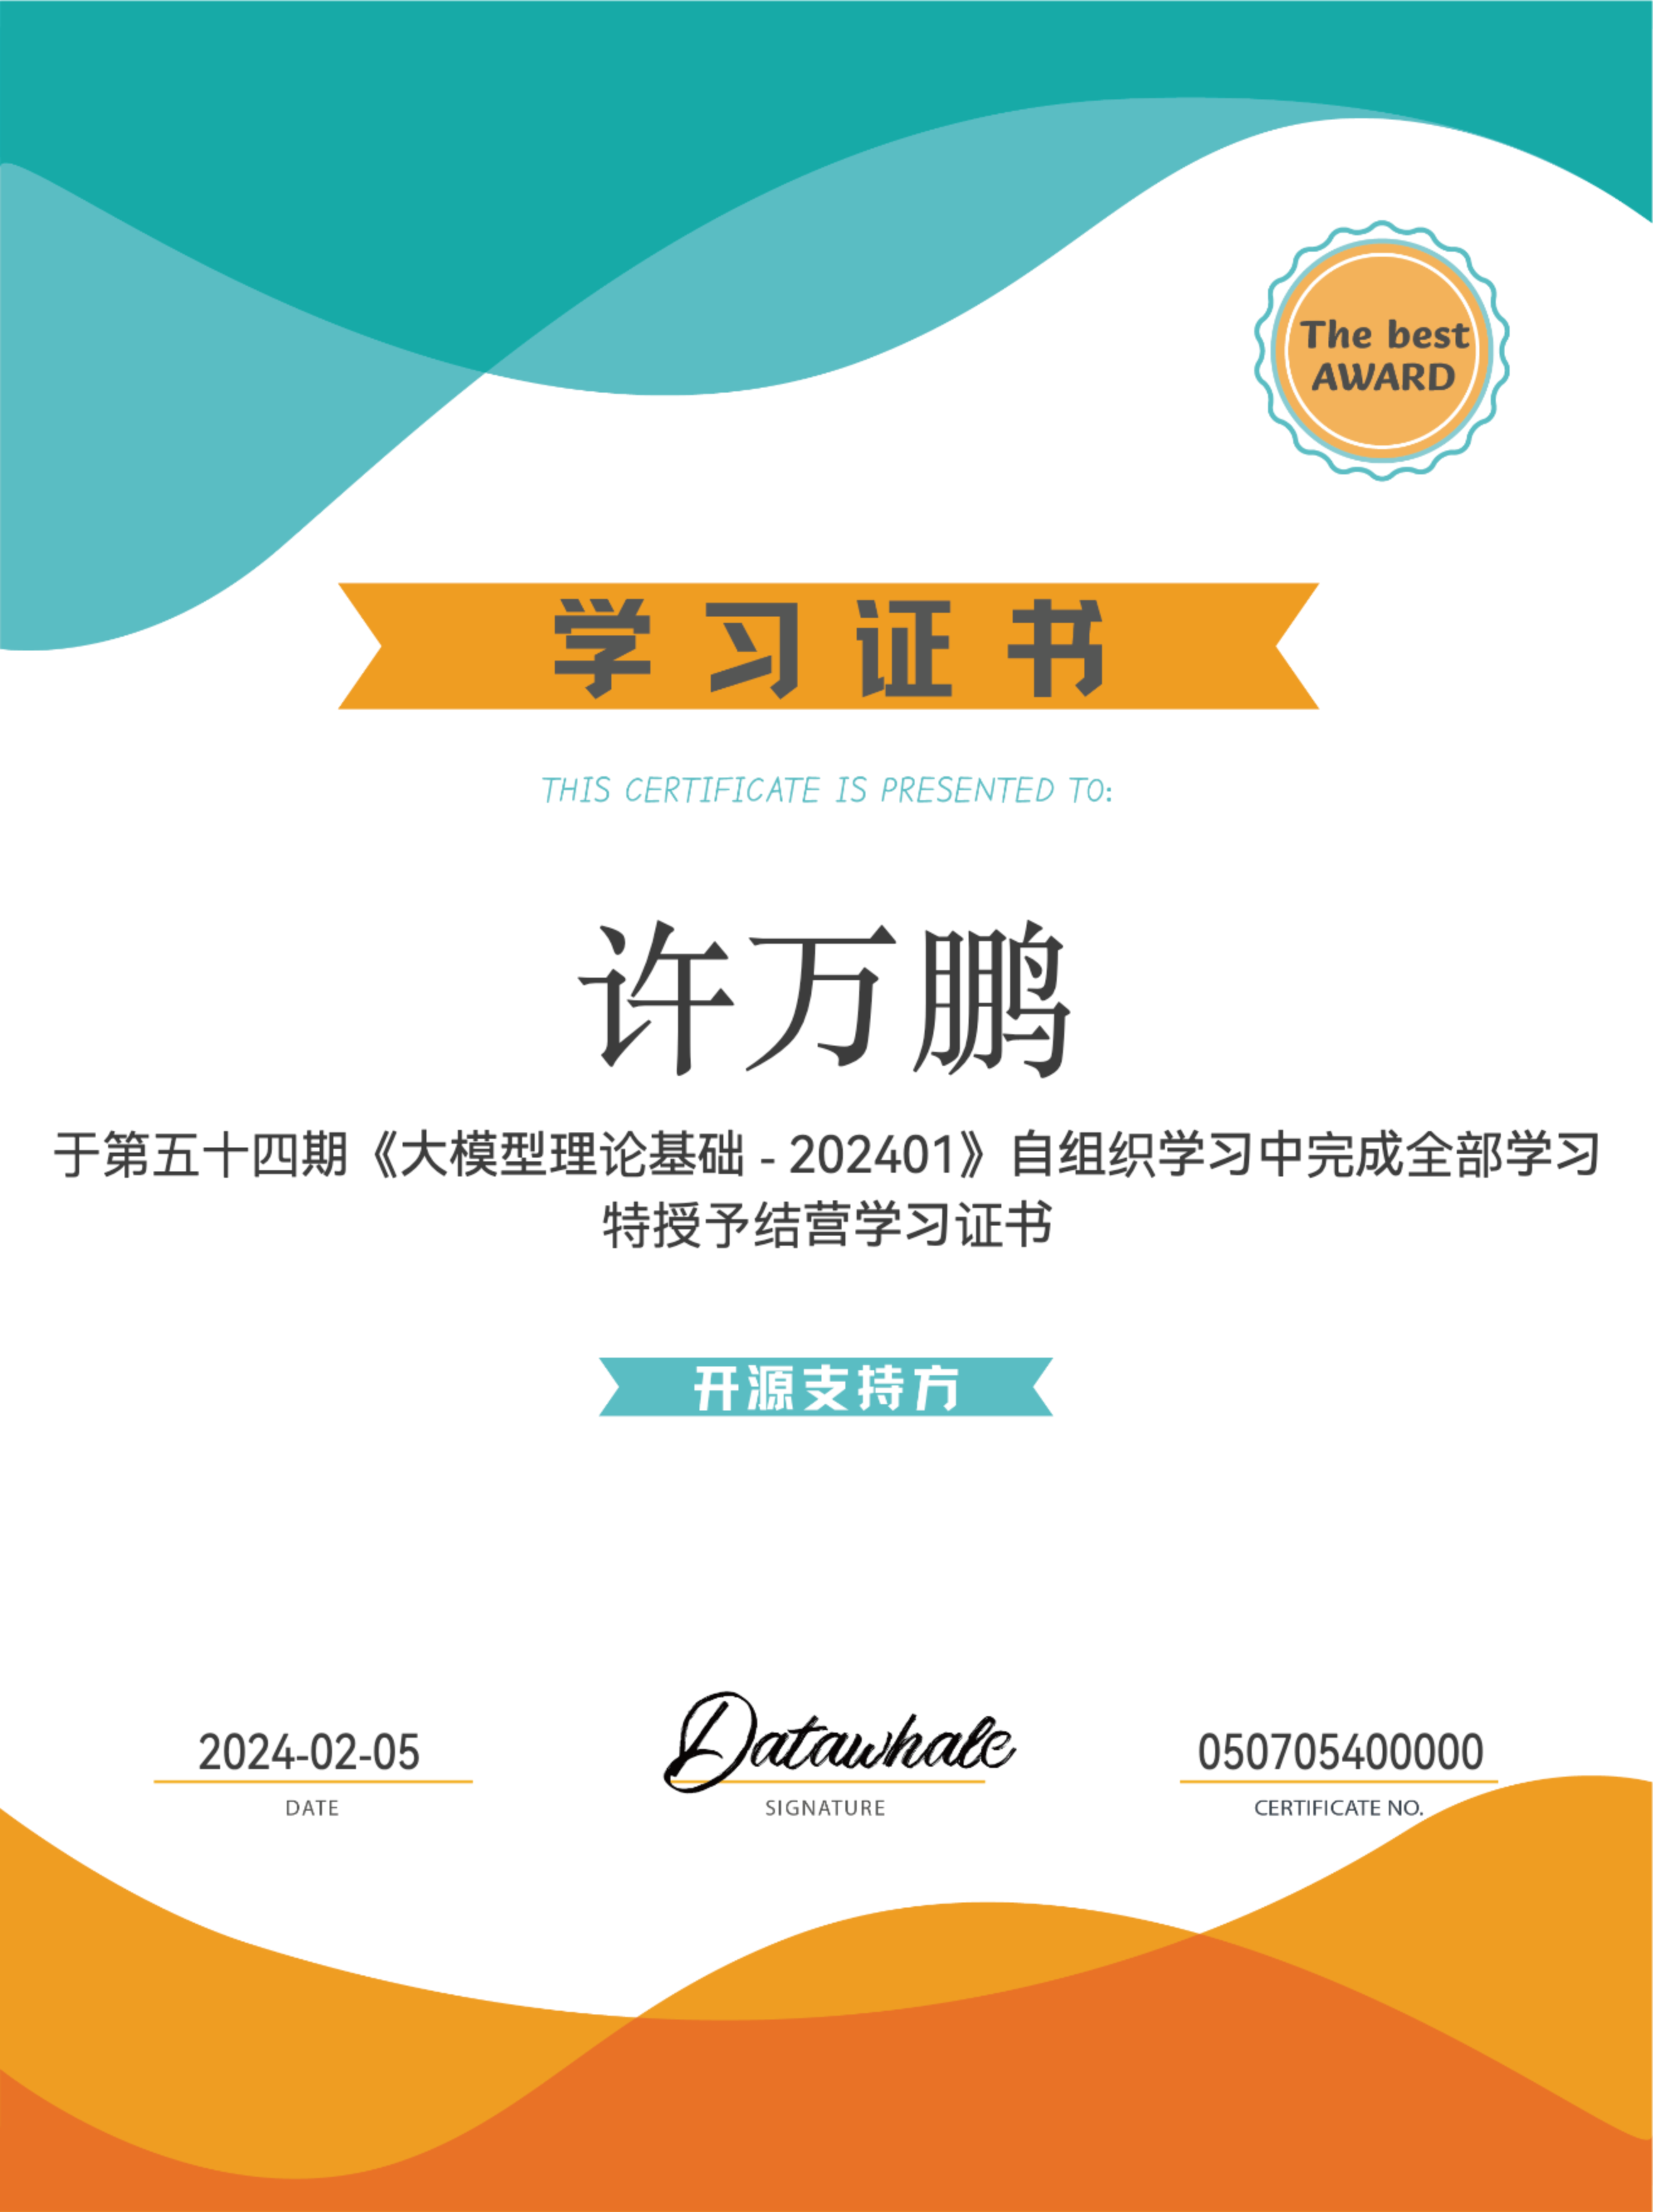 The best
AWARD
学习证书
THIS CERTIFICATE IS PRESENTED TO:
许万鹏
于第五十四期《大模型理论基础 - 202401》自组织学习中完成全部学习
特授予结营学习证书
开源支持方
2024-02-05
DATE
Datawhale
SIGNATURE
050705400000
CERTIFICATE NO.